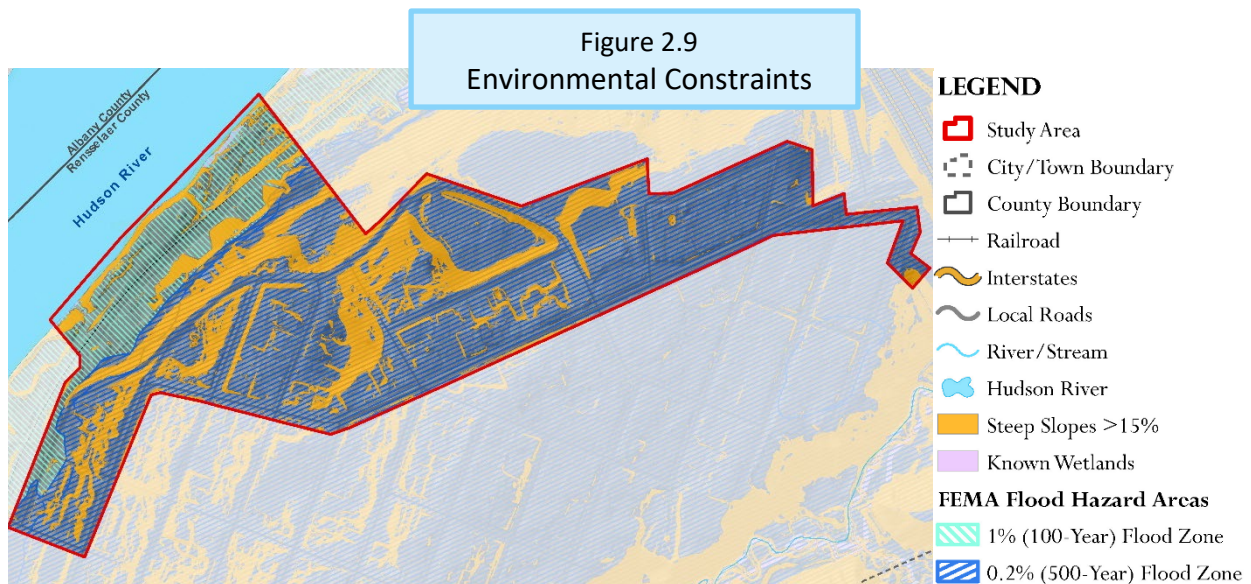 Figure 2.9
Environmental Constraints
Albany County
Rensselaer County
Hudson River
LEGEND
Study Area
City/Town Boundary
County Boundary
Railroad
Interstates
Local Roads
River/Stream
Hudson River
Steep Slopes >15%
Known Wetlands
FEMA Flood Hazard Areas
1% (100-Year) Flood Zone
0.2% (500-Year) Flood Zone